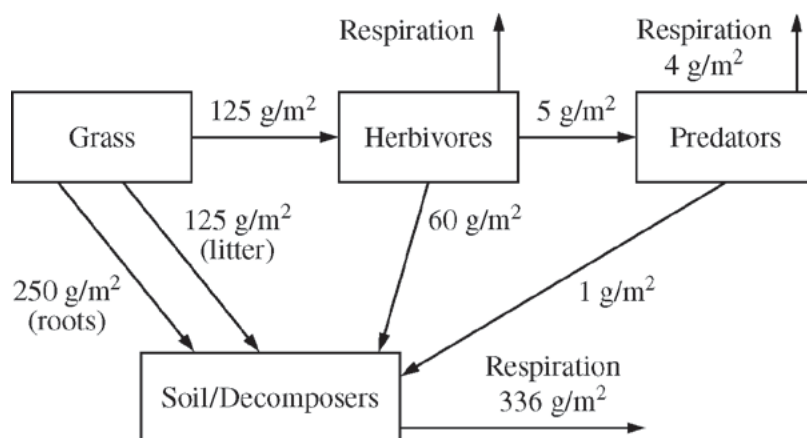 Respiration
Respiration
4 g/m²
125 g/m²
5 g/m²
Grass
Herbivores
Predators
125 g/m²
(litter)
60 g/m²
250 g/m²
(roots)
1 g/m²
Soil/Decomposers
Respiration
336 g/m²